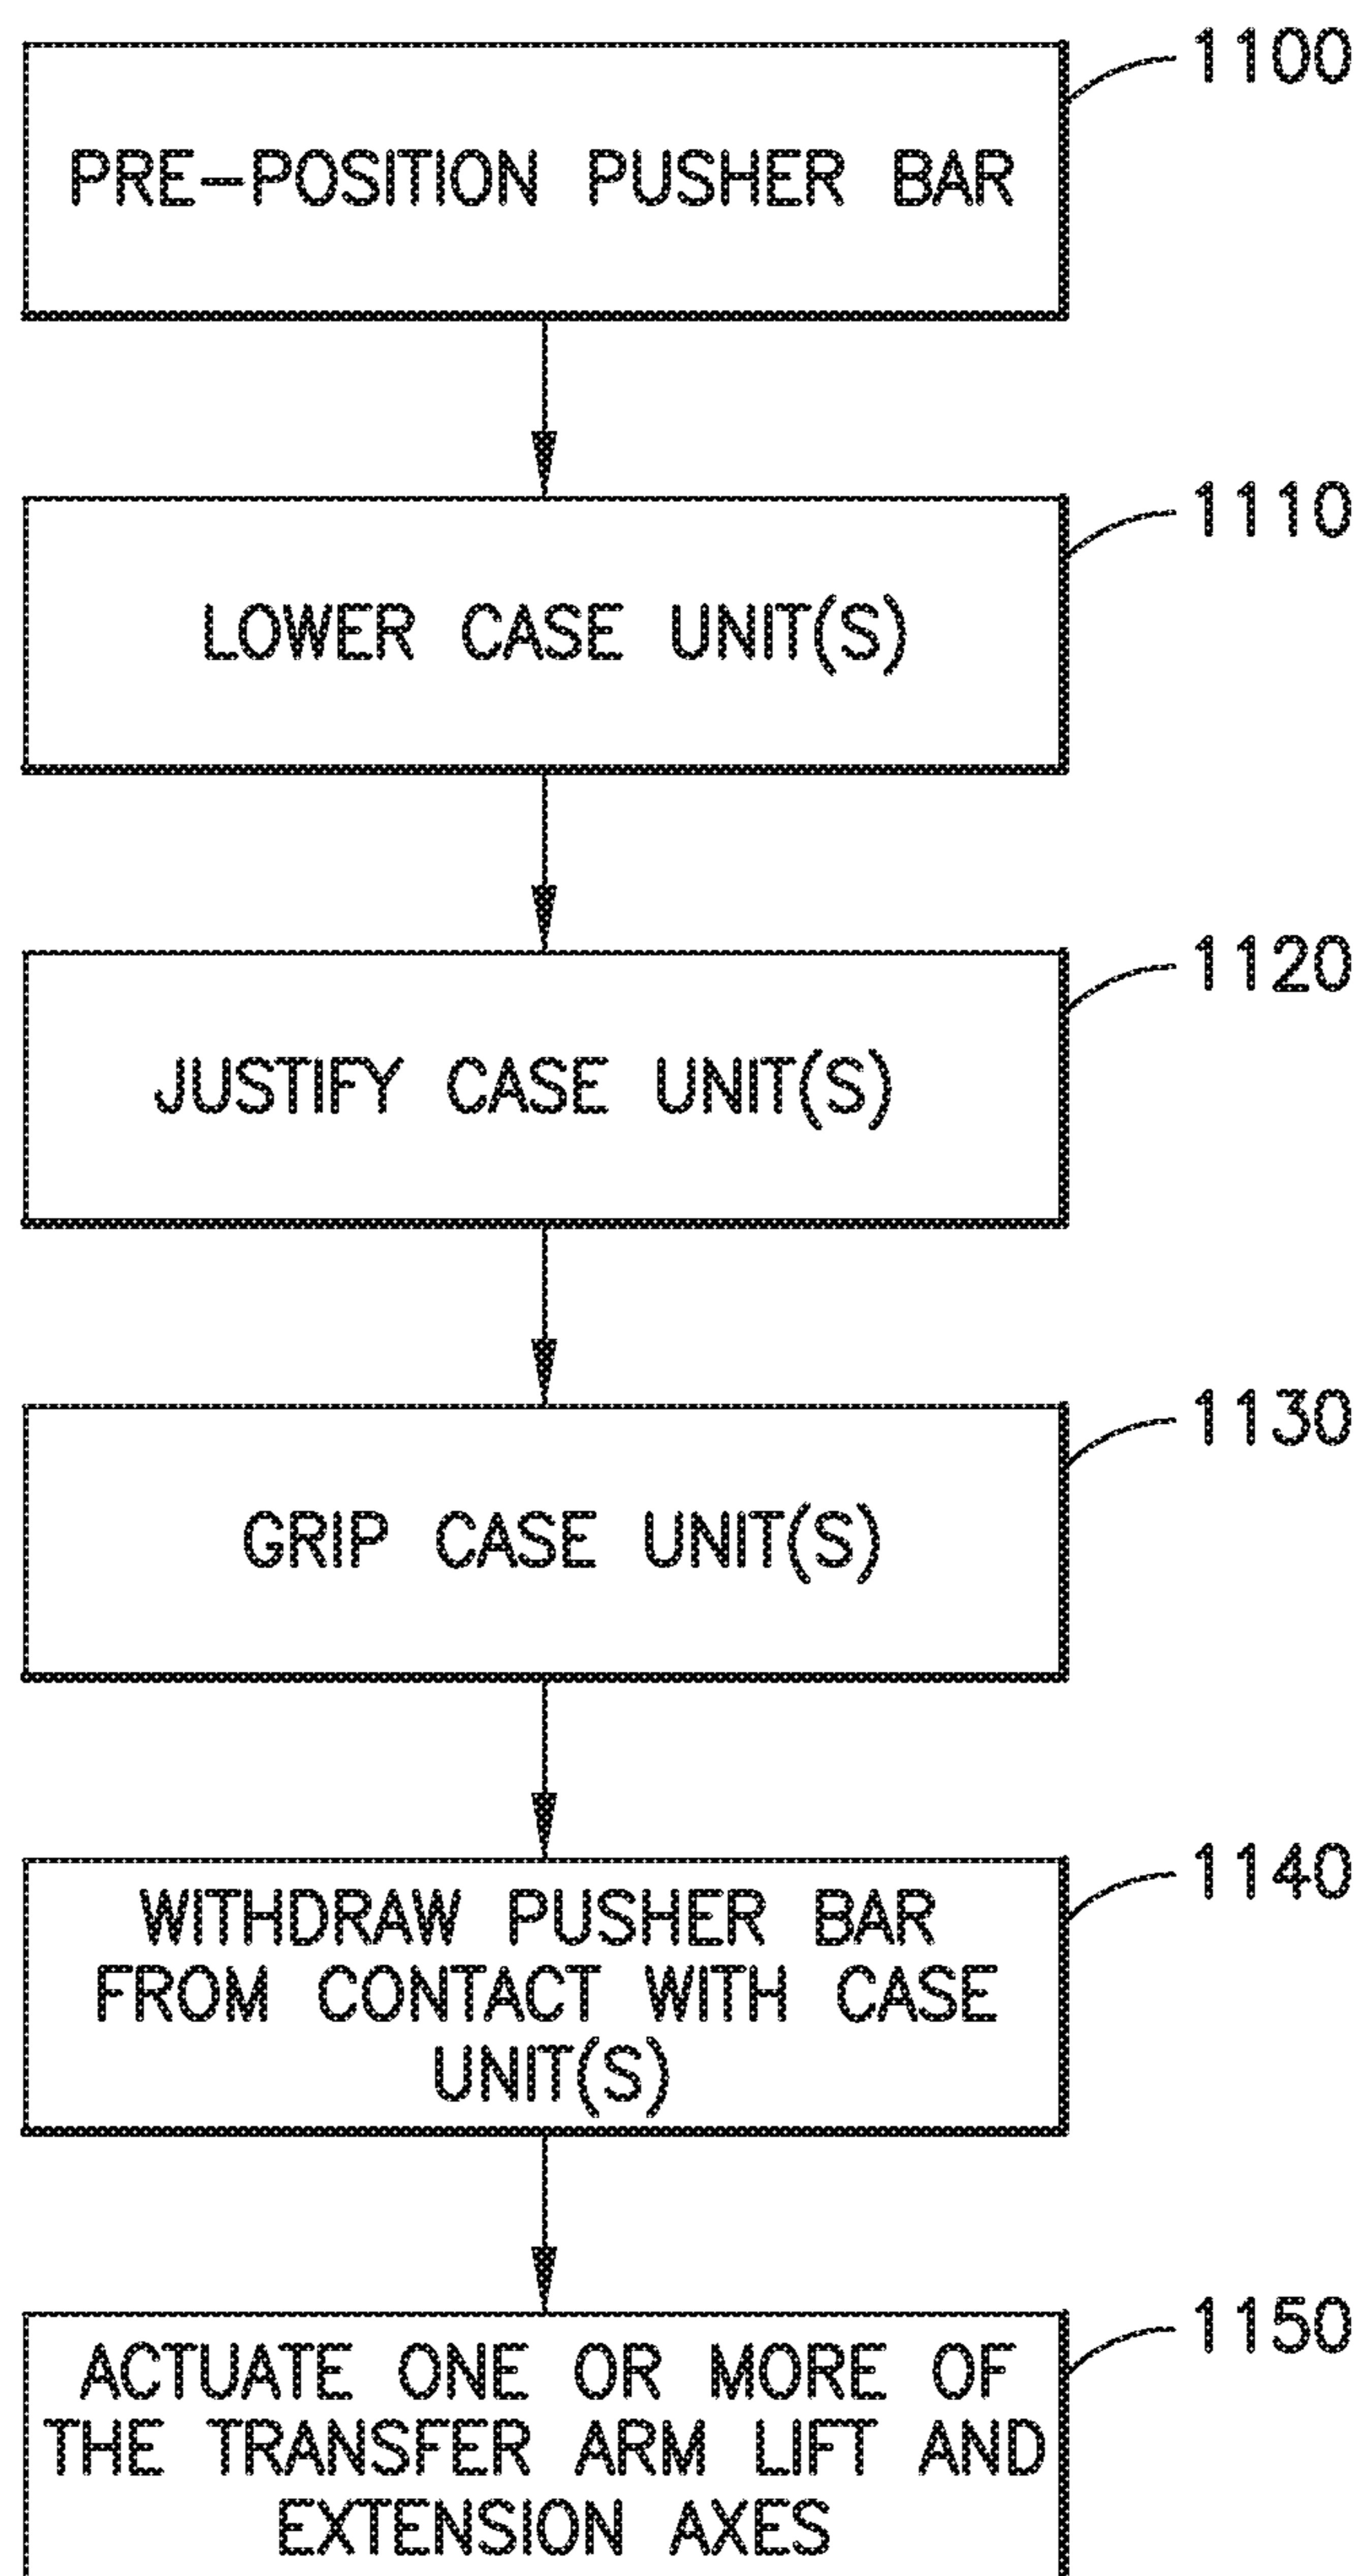 1100
PRE-POSITION PUSHER BAR
1110
LOWER CASE UNIT(S)
1120
JUSTIFY CASE UNIT(S)
1130
GRIP CASE UNIT(S)
1140
WITHDRAW PUSHER BAR
FROM CONTACT WITH CASE
UNIT(S)
1150
ACTUATE ONE OR MORE OF
THE TRANSFER ARM LIFT AND
EXTENSION AXES